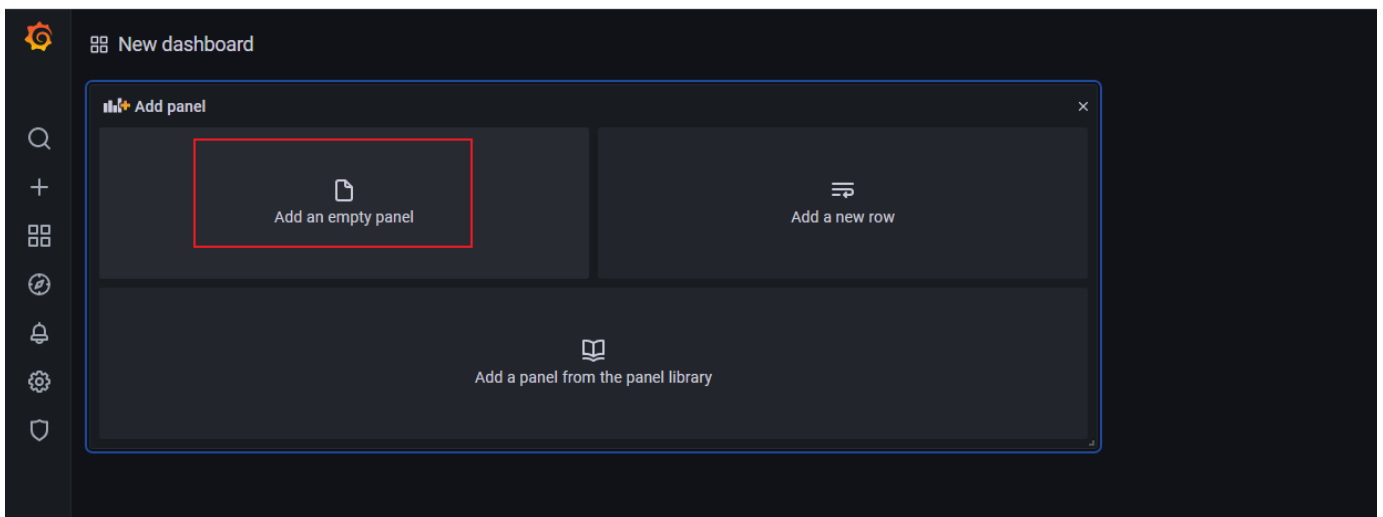 New dashboard
Add panel
Add an empty panel
Add a new row
Add a panel from the panel library